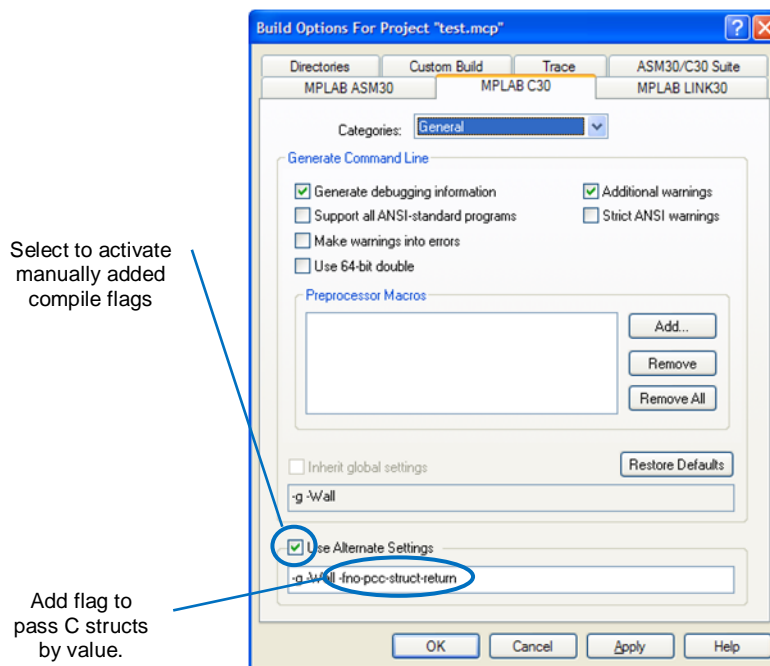 Build Options For Project "test.mcp"
Directories Custom Build Trace ASM30/C30 Suite
MPLAB ASM30 MPLAB C30 MPLAB LINK30
Categories: General
Generate Command Line
Generate debugging information Additional warnings
Support all ANSI-standard programs Strict ANSI warnings
Make warnings into errors
Use 64-bit double
Select to activate
manually added
compile flags
Preprocessor Macros
Add...
Remove
Remove All
Inherit global settings Restore Defaults
-g -Wall
Use Alternate Settings
-g -Wall -fno-pcc-struct-return
Add flag to
pass C structs
by value.
OK Cancel Apply Help